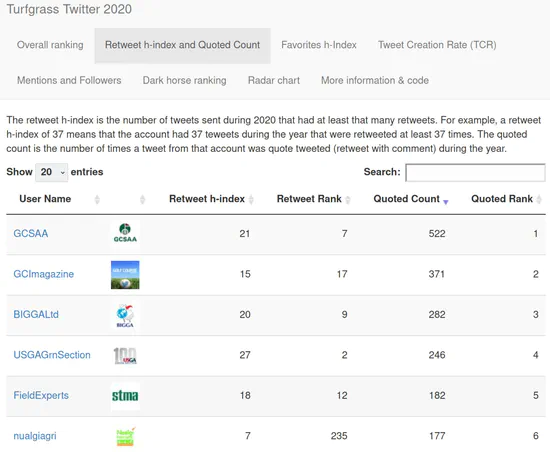 Turfgrass Twitter 2020
Overall ranking Retweet h-index and Quoted Count Favorites h-Index Tweet Creation Rate (TCR)
Mentions and Followers Dark horse ranking Radar chart More information & code
The retweet h-index is the number of tweets sent during 2020 that had at least that many retweets. For example, a retweet
h-index of 37 means that the account had 37 teweets during the year that were retweeted at least 37 times. The quoted
count is the number of times a tweet from that account was quote tweeted (retweet with comment) during the year.
Show 20 entries Search:
User Name Retweet h-index Retweet Rank Quoted Count Quoted Rank
GCSAA GCSAA 21 7 522 1
GCImagazine GOLF COURSE 15 17 371 2
BIGGALtd BIGGA 20 9 282 3
USGAGrnSection 100 USGA 27 2 246 4
FieldExperts stma 18 12 182 5
nualgiagri 7 235 177 6